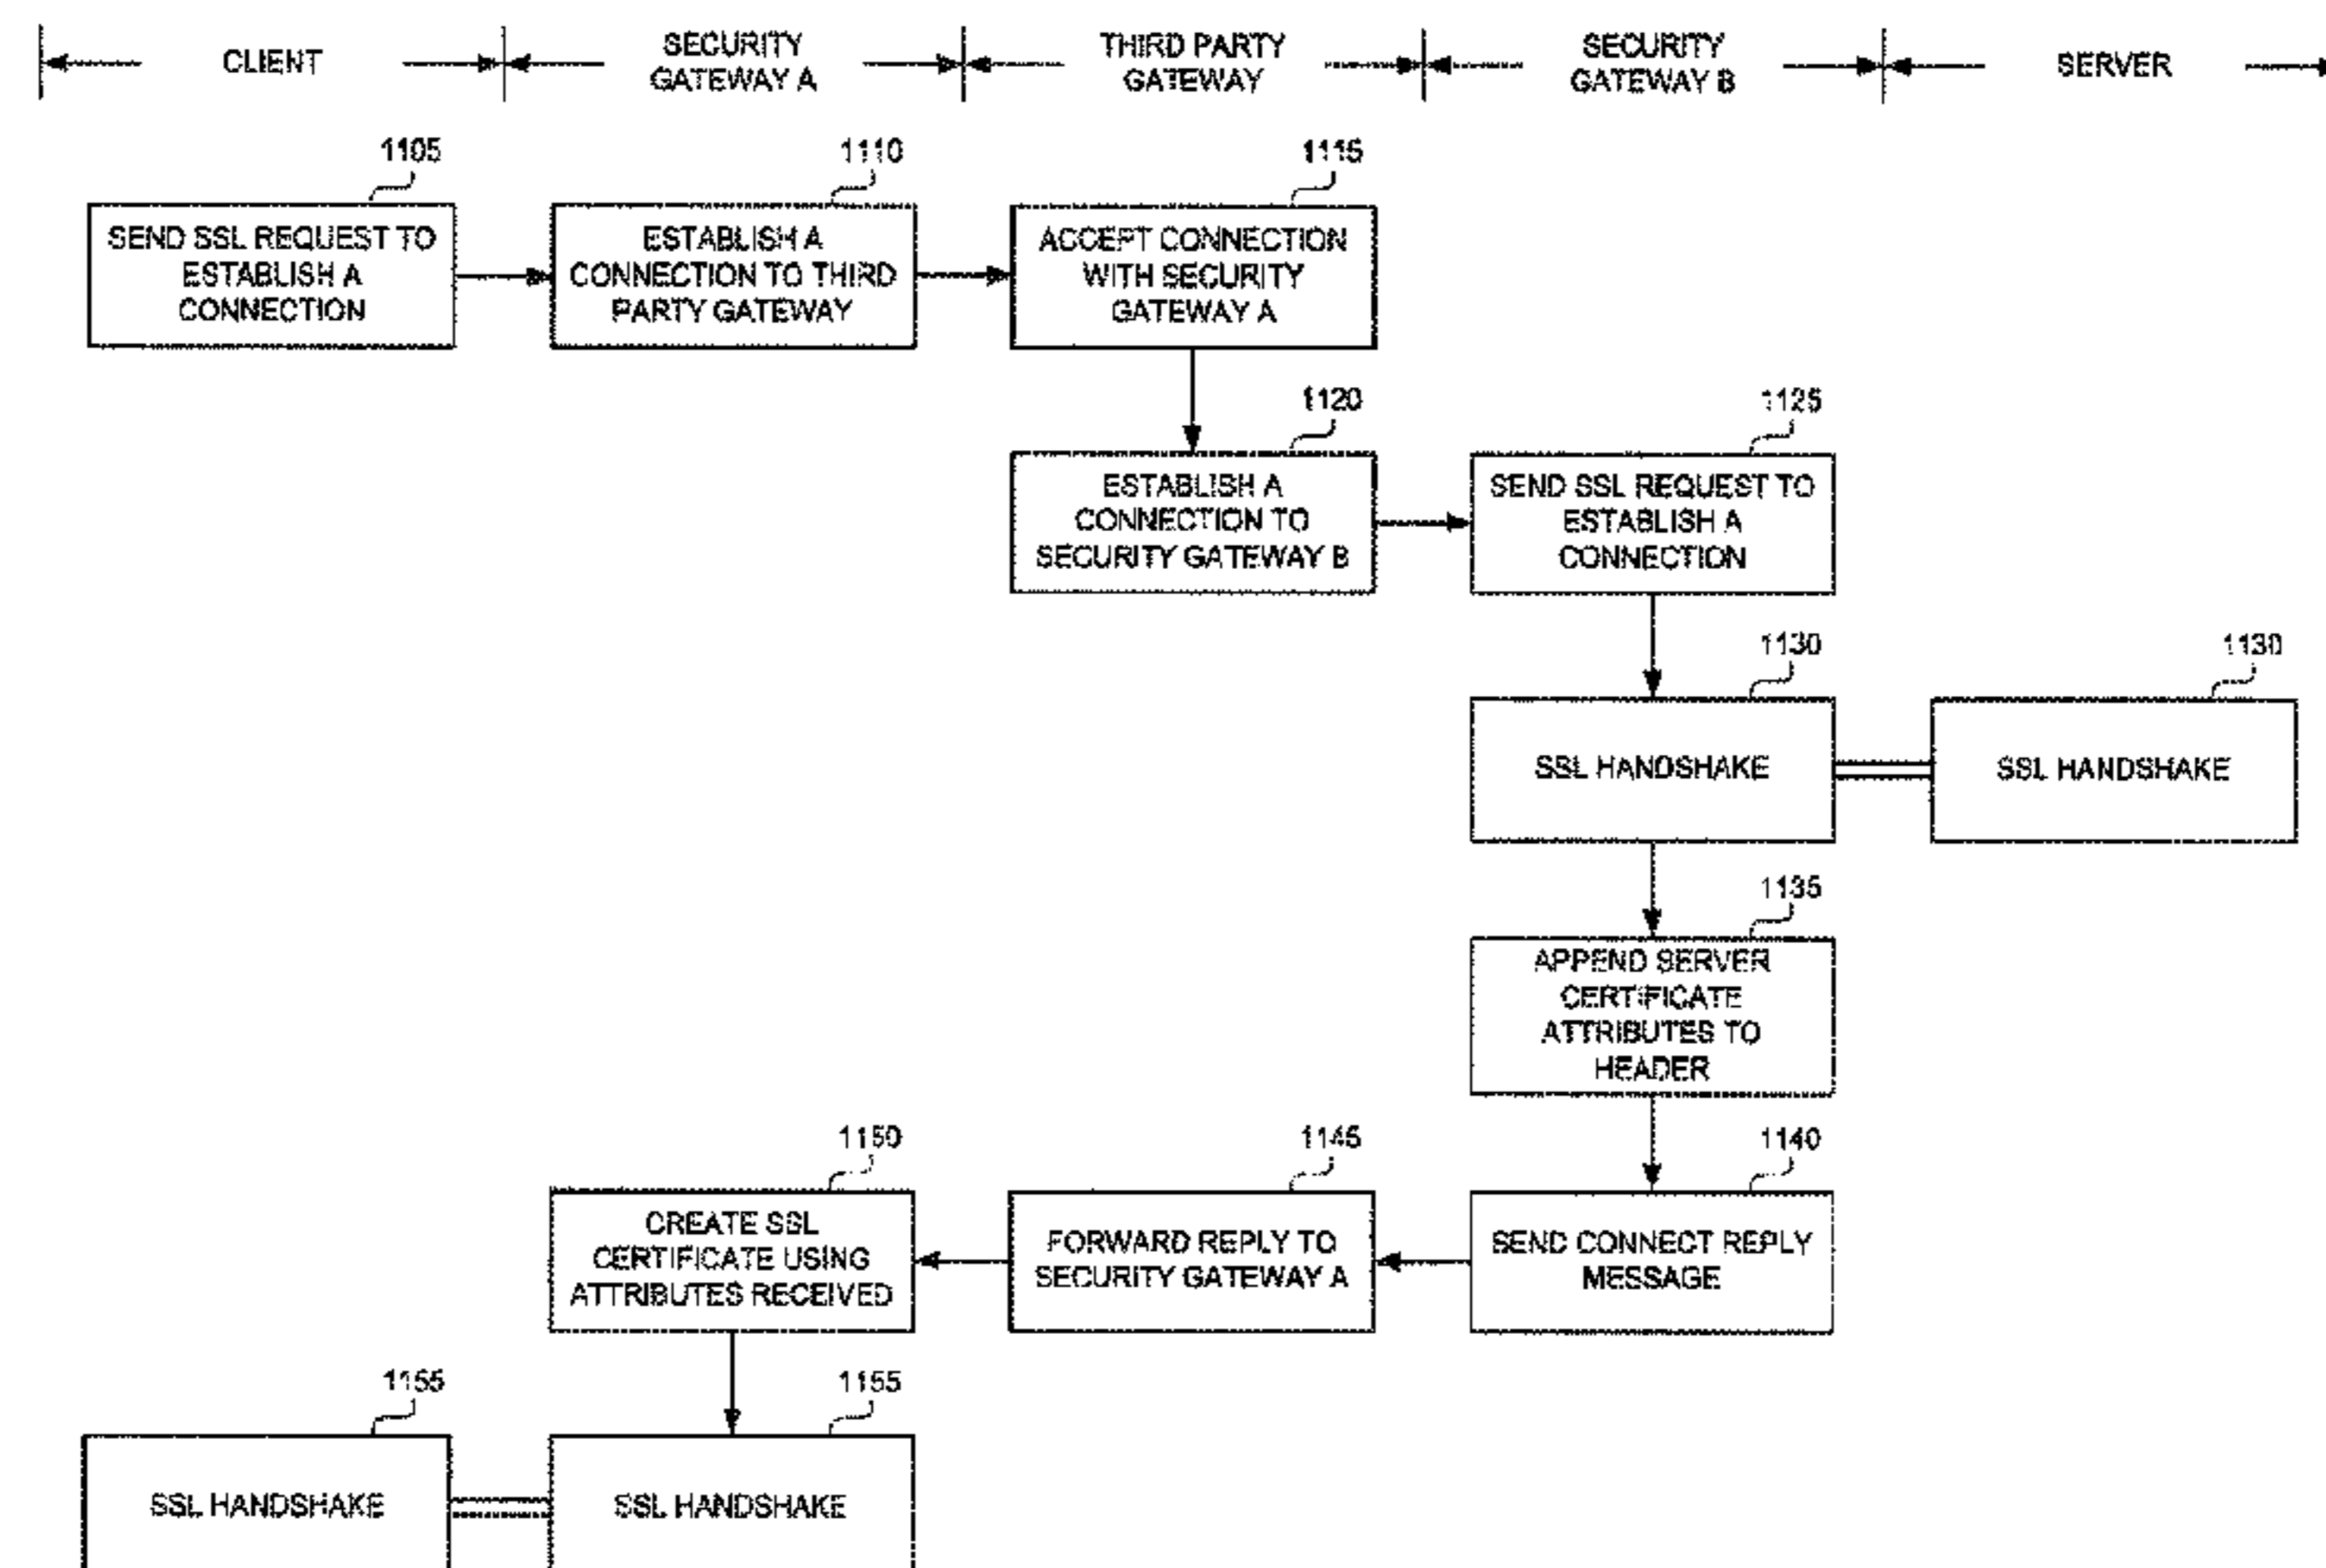 CLIENT
SECURITY
GATEWAY A
THIRD PARTY
GATEWAY
SECURITY
GATEWAY B
SERVER
1105
SEND SSL REQUEST TO
ESTABLISH A
CONNECTION
1110
ESTABLISH A
CONNECTION TO THIRD
PARTY GATEWAY
1115
ACCEPT CONNECTION
WITH SECURITY
GATEWAY A
1120
ESTABLISH A
CONNECTION TO
SECURITY GATEWAY B
1125
SEND SSL REQUEST TO
ESTABLISH A
CONNECTION
1130
SSL HANDSHAKE
1130
SSL HANDSHAKE
1135
APPEND SERVER
CERTIFICATE
ATTRIBUTES TO
HEADER
1150
CREATE SSL
CERTIFICATE USING
ATTRIBUTES RECEIVED
1145
FORWARD REPLY TO
SECURITY GATEWAY A
1140
SEND CONNECT REPLY
MESSAGE
1155
SSL HANDSHAKE
1155
SSL HANDSHAKE